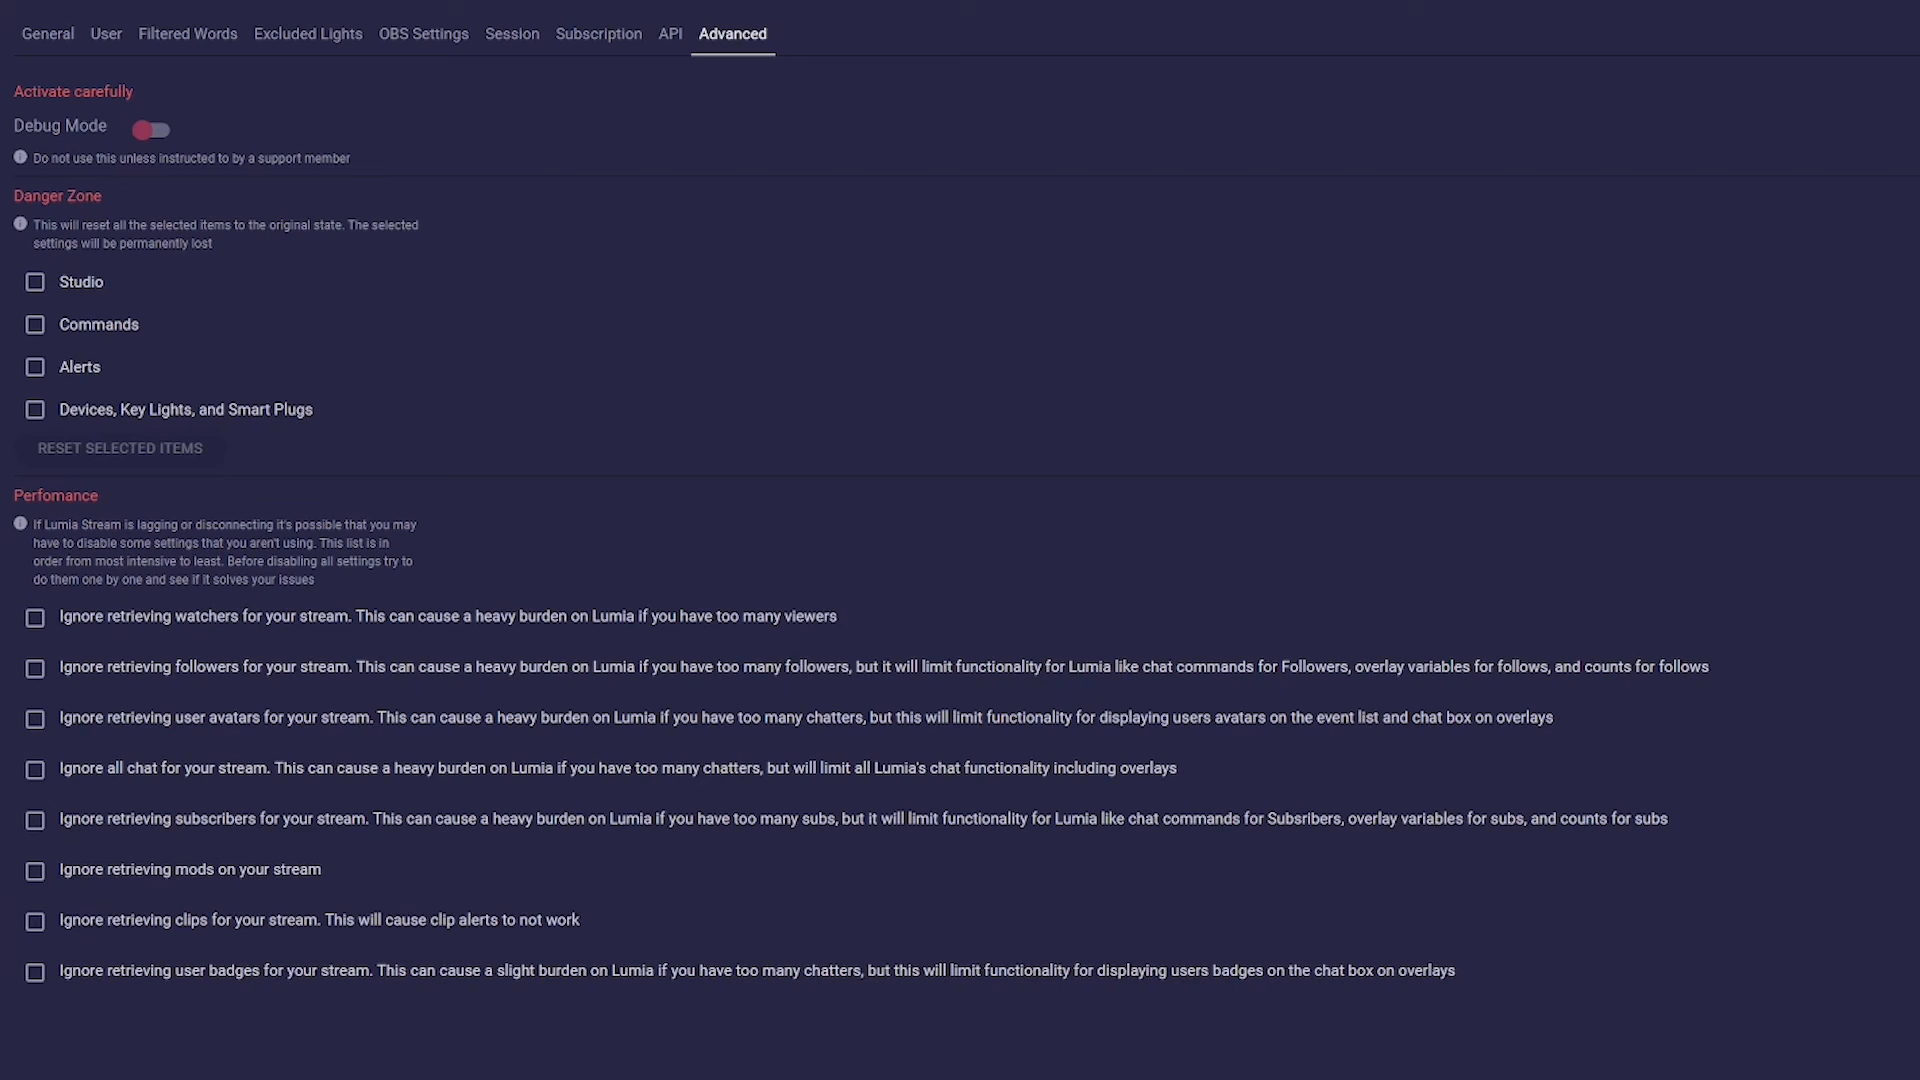 General User Filtered Words Excluded Lights OBS Settings Session Subscription API Advanced
Activate carefully
Debug Mode
Do not use this unless instructed to by a support member
Danger Zone
This will reset all the selected items to the original state. The selected
settings will be permanently lost
Studio
Commands
Alerts
Devices, Key Lights, and Smart Plugs
RESET SELECTED ITEMS
Perfomance
If Lumia Stream is lagging or disconnecting it's possible that you may
have to disable some settings that you aren't using. This list is in
order from most intensive to least. Before disabling all settings try to
do them one by one and see if it solves your issues
Ignore retrieving watchers for your stream. This can cause a heavy burden on Lumia if you have too many viewers
Ignore retrieving followers for your stream. This can cause a heavy burden on Lumia if you have too many followers, but it will limit functionality for Lumia like chat commands for Followers, overlay variables for follows, and counts for follows
Ignore retrieving user avatars for your stream. This can cause a heavy burden on Lumia if you have too many chatters, but this will limit functionality for displaying users avatars on the event list and chat box on overlays
Ignore all chat for your stream. This can cause a heavy burden on Lumia if you have too many chatters, but will limit all Lumia's chat functionality including overlays
Ignore retrieving subscribers for your stream. This can cause a heavy burden on Lumia if you have too many subs, but it will limit functionality for Lumia like chat commands for Subsribers, overlay variables for subs, and counts for subs
Ignore retrieving mods on your stream
Ignore retrieving clips for your stream. This will cause clip alerts to not work
Ignore retrieving user badges for your stream. This can cause a slight burden on Lumia if you have too many chatters, but this will limit functionality for displaying users badges on the chat box on overlays